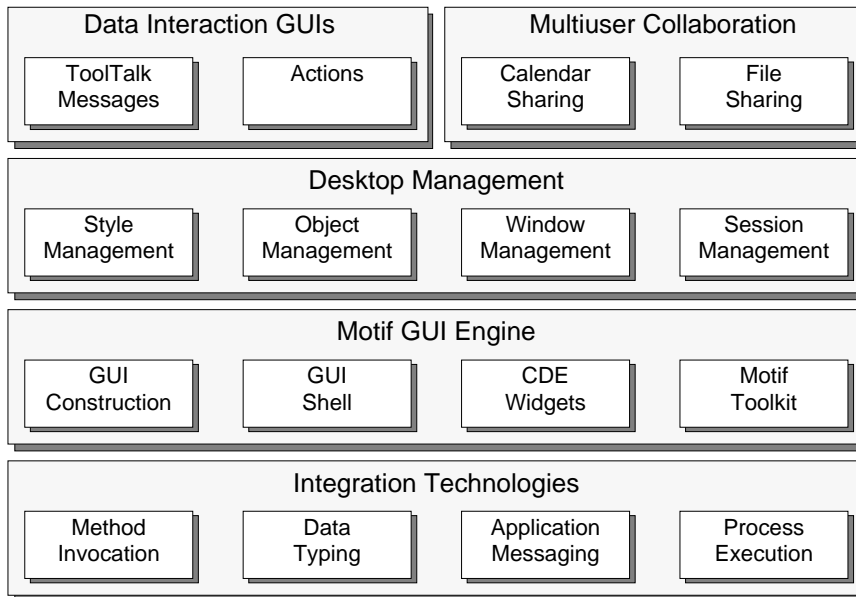 Data Interaction GUIs
ToolTalk
Messages
Actions
Multiuser Collaboration
Calendar
Sharing
File
Sharing
Desktop Management
Style
Management
Object
Management
Window
Management
Session
Management
Motif GUI Engine
GUI
Construction
GUI
Shell
CDE
Widgets
Motif
Toolkit
Integration Technologies
Method
Invocation
Data
Typing
Application
Messaging
Process
Execution